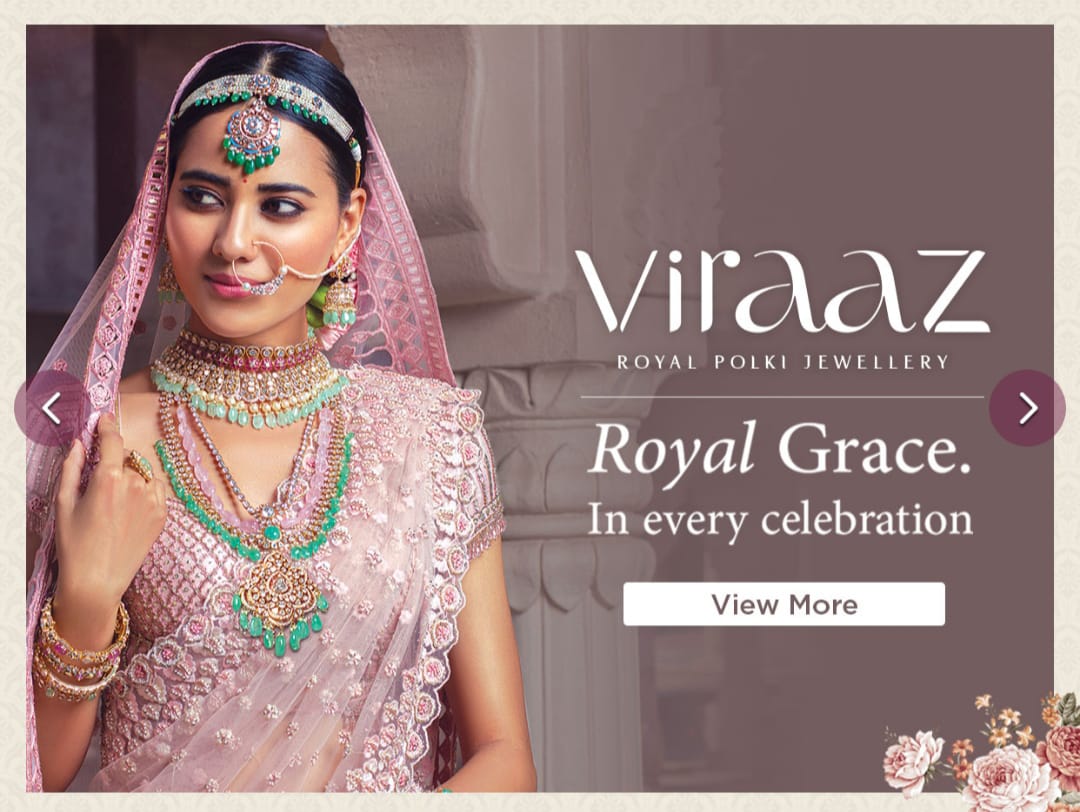 viraaz
ROYAL POLKI JEWELLERY
Royal Grace.
In every celebration
View More